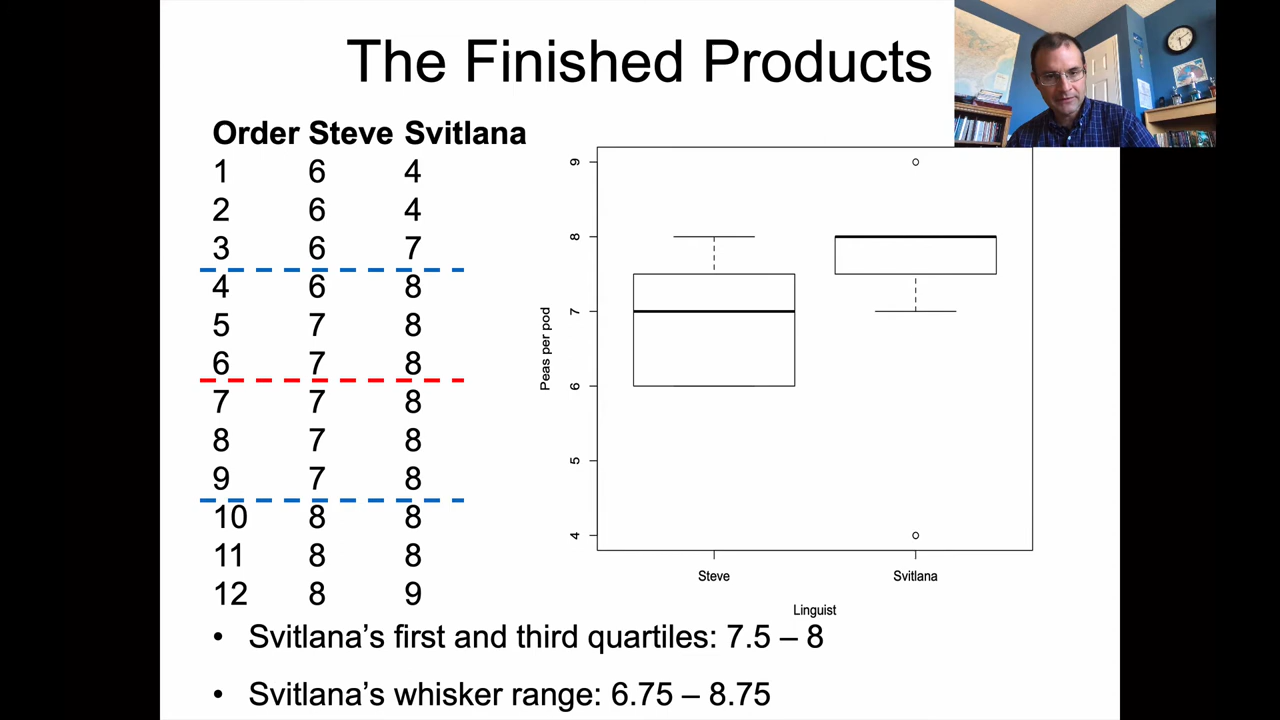 The Finished Products
Order Steve Svitlana
1 6 4
2 6 4
3 6 7
4 6 8
5 7 8
6 7 8
7 7 8
8 7 8
9 7 8
10 8 8
11 8 8
12 8 9
9
8
7
6
5
4
Peas per pod
Steve Svitlana
Linguist
• Svitlana’s first and third quartiles: 7.5 – 8
• Svitlana’s whisker range: 6.75 – 8.75